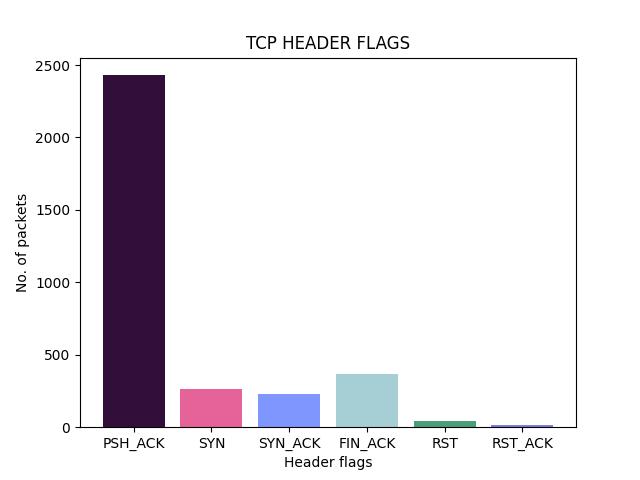 TCP HEADER FLAGS
2500
2000
1500
1000
500
0
No. of packets
PSH_ACK SYN SYN_ACK FIN_ACK RST RST_ACK
Header flags